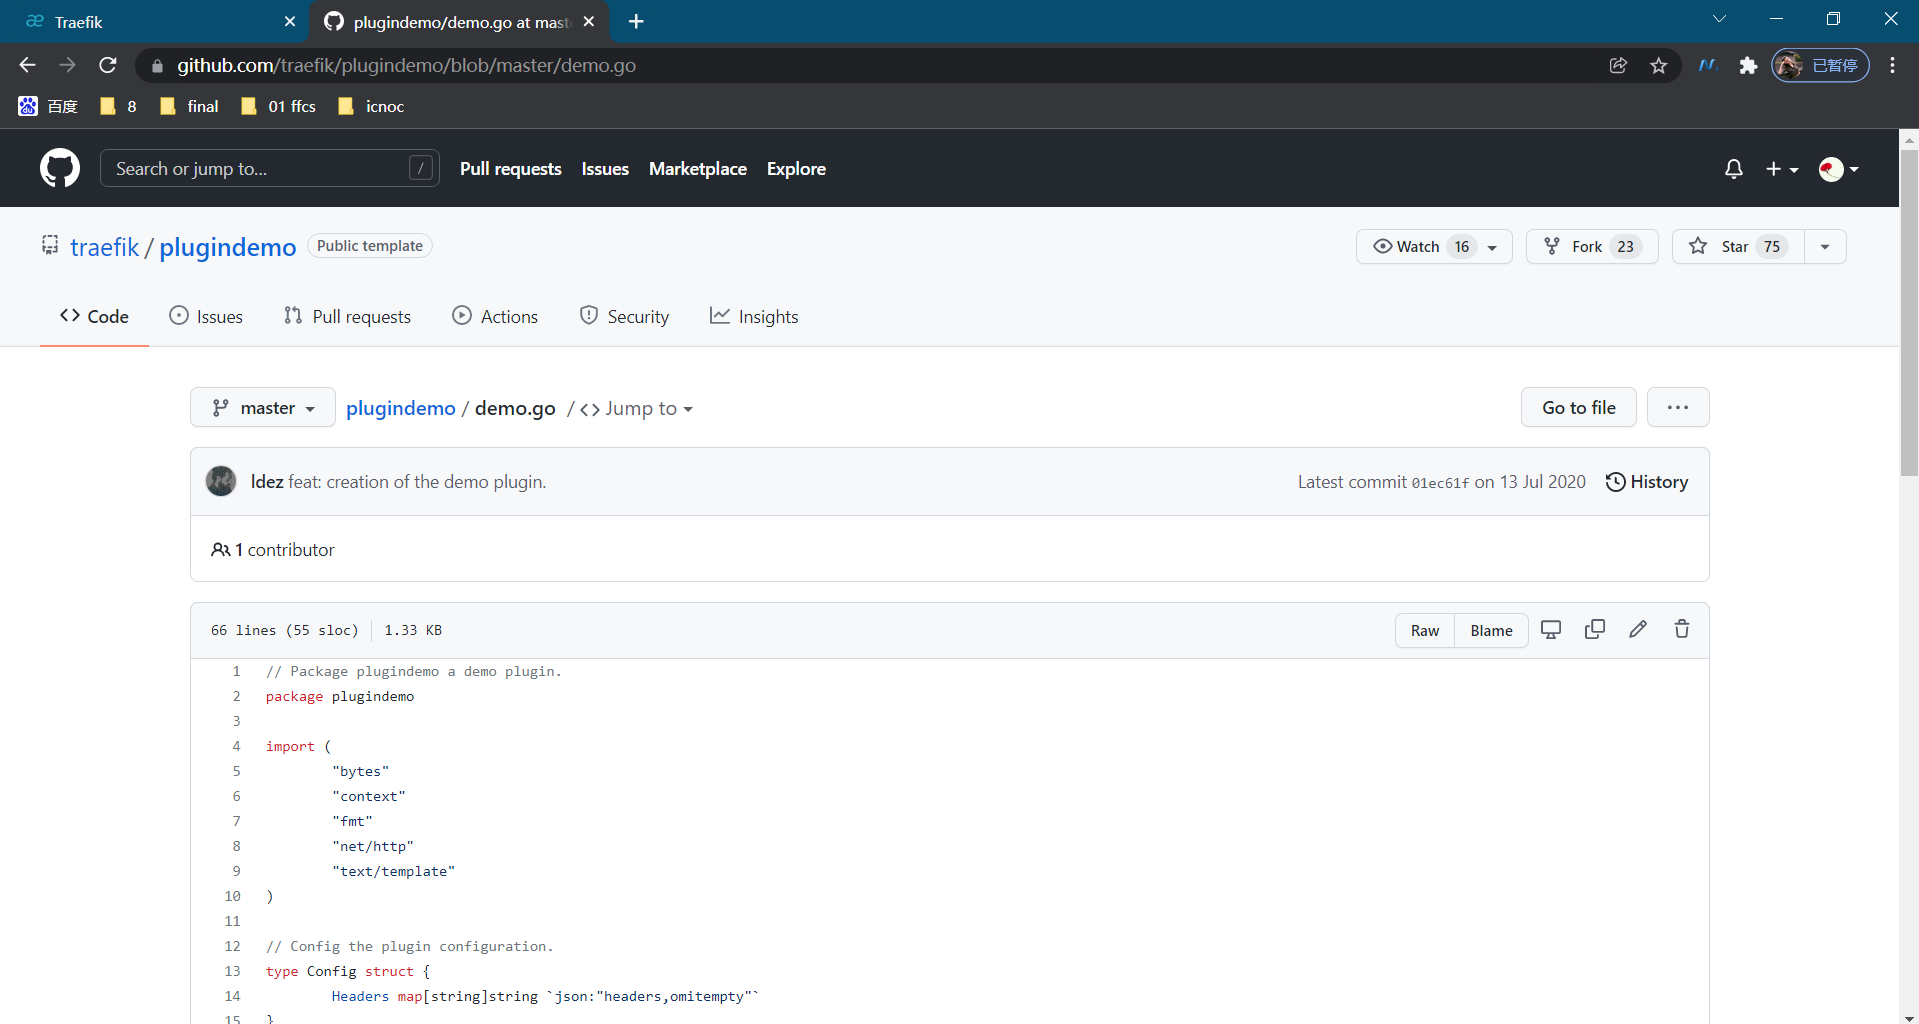 Traefik
plugindemo/demo.go at mast
github.com/traefik/plugindemo/blob/master/demo.go
已暂停
百度 8 final 01 ffcs icnoc
Search or jump to... / Pull requests Issues Marketplace Explore
traefik / plugindemo Public template Watch 16 Fork 23 Star 75
Code Issues Pull requests Actions Security Insights
master plugindemo / demo.go / <> Jump to Go to file ...
ldez feat: creation of the demo plugin. Latest commit 01ec61f on 13 Jul 2020 History
1 contributor
66 lines (55 sloc) 1.33 KB Raw Blame
1 // Package plugindemo a demo plugin.
2 package plugindemo
3
4 import (
5 "bytes"
6 "context"
7 "fmt"
8 "net/http"
9 "text/template"
10 )
11
12 // Config the plugin configuration.
13 type Config struct {
14 Headers map[string]string `json:"headers,omitempty"`
15 }